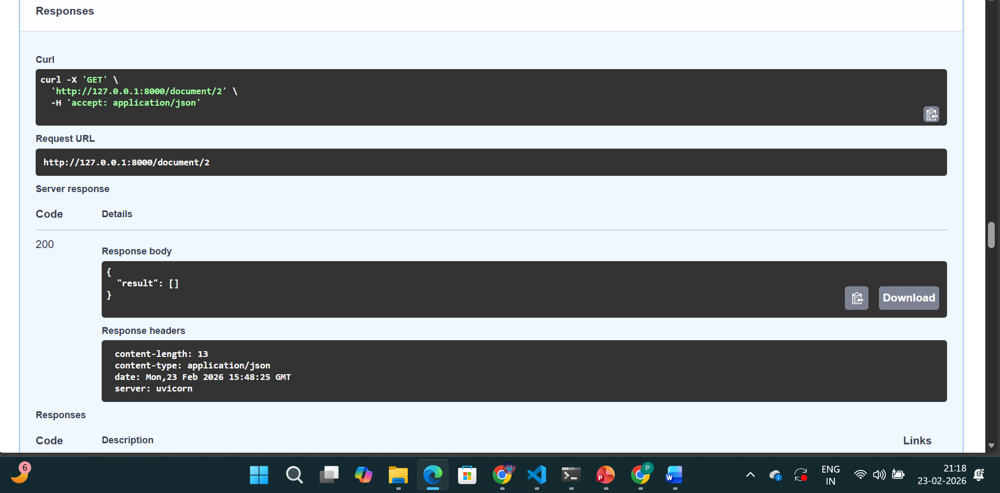 Responses
Curl
curl -X 'GET' \
'http://127.0.0.1:8000/document/2' \
-H 'accept: application/json'
Request URL
http://127.0.0.1:8000/document/2
Server response
Code Details
200
Response body
{
"result": []
}
Download
Response headers
content-length: 13
content-type: application/json
date: Mon,23 Feb 2026 15:48:25 GMT
server: uvicorn
Responses
Code Description Links
6
P
P
W
ENG
IN
21:18
23-02-2026